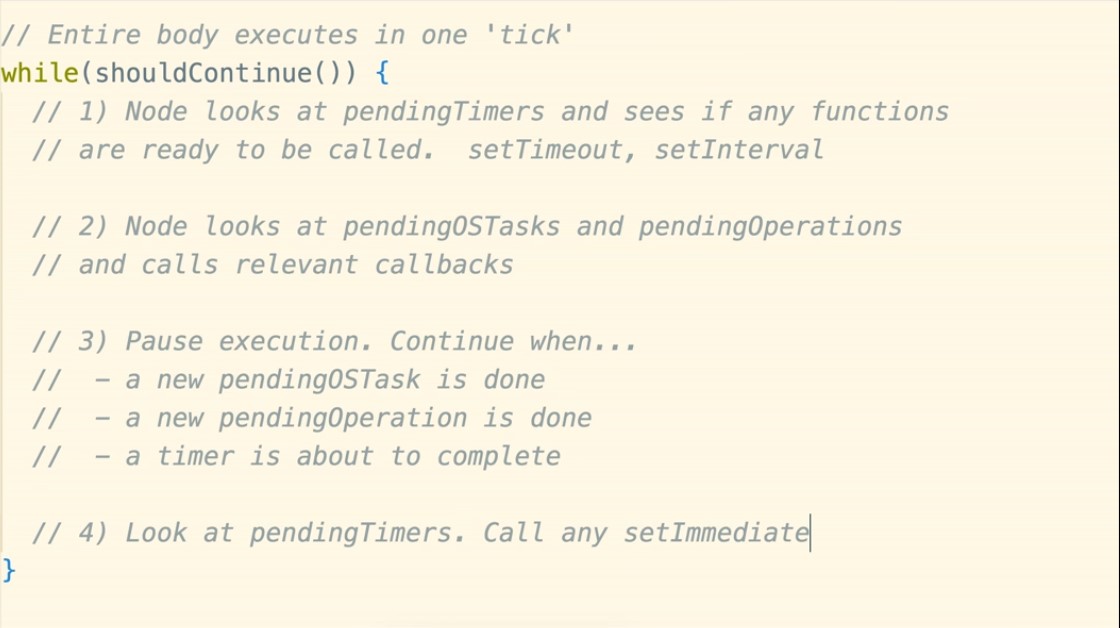 // Entire body executes in one 'tick'
while(shouldContinue()) {
  // 1) Node looks at pendingTimers and sees if any functions
  // are ready to be called.  setTimeout, setInterval

  // 2) Node looks at pendingOSTasks and pendingOperations
  // and calls relevant callbacks

  // 3) Pause execution. Continue when...
  //  – a new pendingOSTask is done
  //  – a new pendingOperation is done
  //  – a timer is about to complete

  // 4) Look at pendingTimers. Call any setImmediate
}